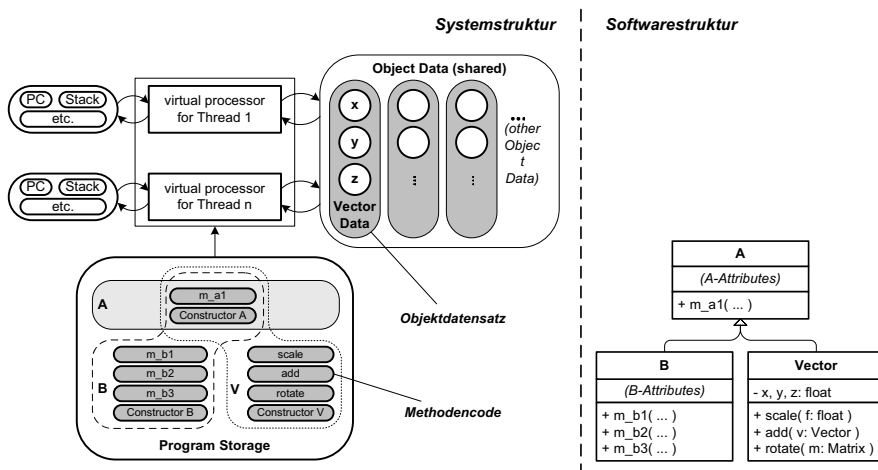 Systemstruktur
Softwarestruktur
Object Data (shared)
PC
Stack
etc.
virtual processor
for Thread 1
x
y
z
Vector
Data
...
...
...
(other
Objec
t
Data)
PC
Stack
etc.
virtual processor
for Thread n
A
m_a1
Constructor A
B
m_b1
m_b2
m_b3
Constructor B
V
scale
add
rotate
Constructor V
Program Storage
Objektdatensatz
Methodencode
A
(A-Attributes)
+ m_a1( ... )
B
(B-Attributes)
+ m_b1( ... )
+ m_b2( ... )
+ m_b3( ... )
Vector
- x, y, z: float
+ scale( f: float )
+ add( v: Vector )
+ rotate( m: Matrix )